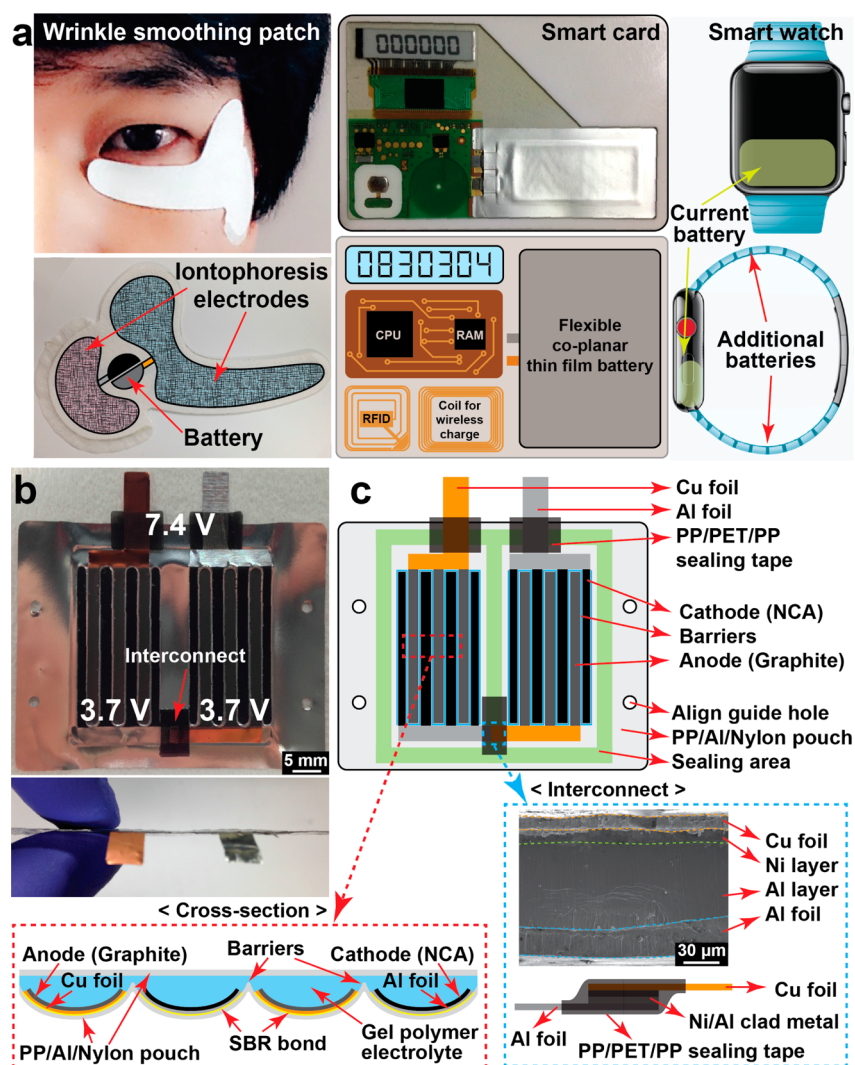 a
Wrinkle smoothing patch
Smart card
Smart watch
000000
Current
battery
Iontophoresis
electrodes
Battery
0830304
CPU
RAM
RFID
Coil for
wireless
charge
Flexible
co-planar
thin film battery
Additional
batteries
b
7.4 V
Interconnect
3.7 V
3.7 V
5 mm
c
Cu foil
Al foil
PP/PET/PP
sealing tape
Cathode (NCA)
Barriers
Anode (Graphite)
Align guide hole
PP/Al/Nylon pouch
Sealing area
< Interconnect >
Cu foil
Ni layer
Al layer
Al foil
30 µm
Cu foil
Ni/Al clad metal
Al foil
PP/PET/PP sealing tape
< Cross-section >
Anode (Graphite)
Barriers
Cathode (NCA)
Cu foil
Al foil
PP/Al/Nylon pouch
SBR bond
Gel polymer
electrolyte